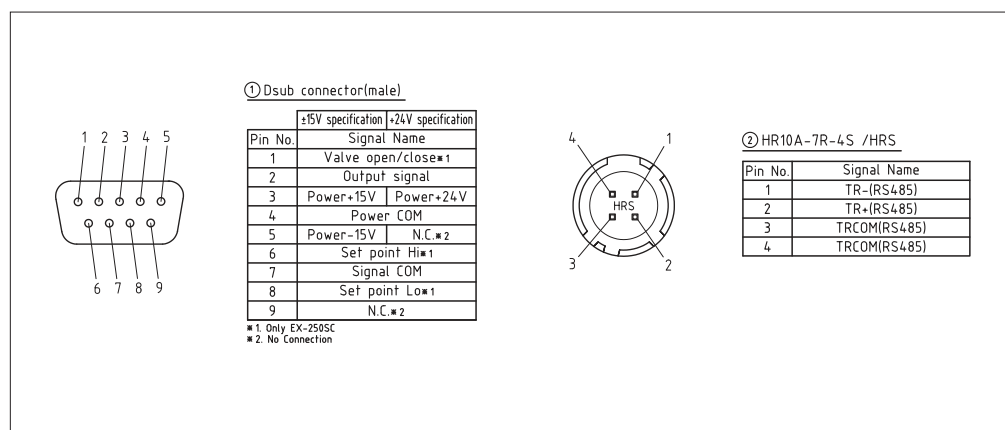 ① Dsub connector(male)
±15V specification +24V specification
Pin No. Signal Name
1 Valve open/close※1
2 Output signal
3 Power+15V Power+24V
4 Power COM
5 Power-15V N.C.※2
6 Set point Hi※1
7 Signal COM
8 Set point Lo※1
9 N.C.※2
※1. Only EX-250SC
※2. No Connection
1 2 3 4 5
6 7 8 9
4 1
HRS
3 2
② HR10A-7R-4S /HRS
Pin No. Signal Name
1 TR-(RS485)
2 TR+(RS485)
3 TRCOM(RS485)
4 TRCOM(RS485)